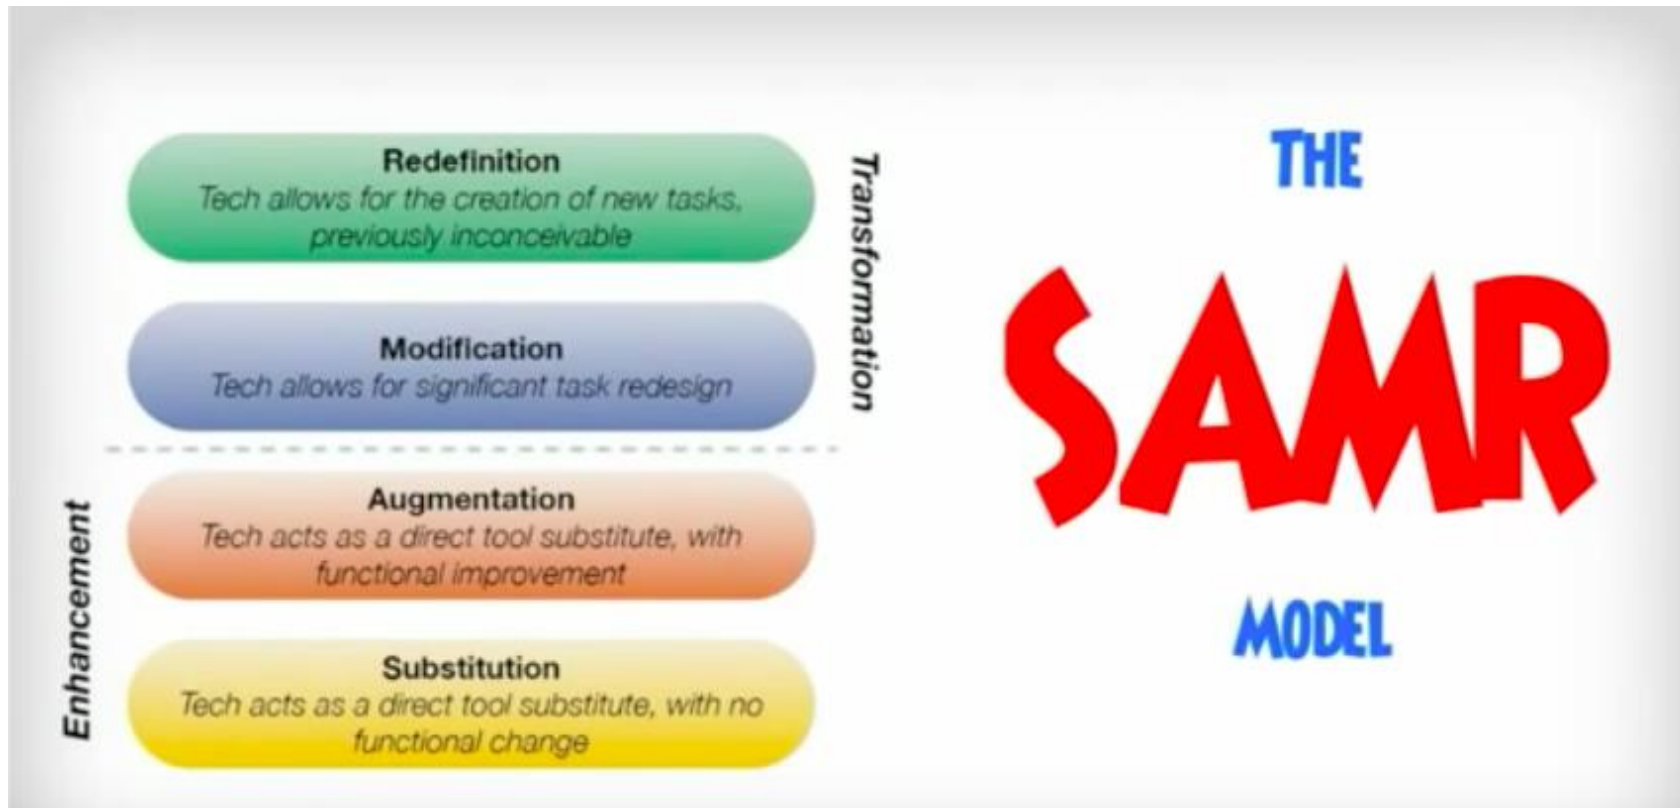 Redefinition
Tech allows for the creation of new tasks,
previously inconceivable
Modification
Tech allows for significant task redesign
Transformation
Augmentation
Tech acts as a direct tool substitute, with
functional improvement
Substitution
Tech acts as a direct tool substitute, with no
functional change
Enhancement
THE
SAMR
MODEL